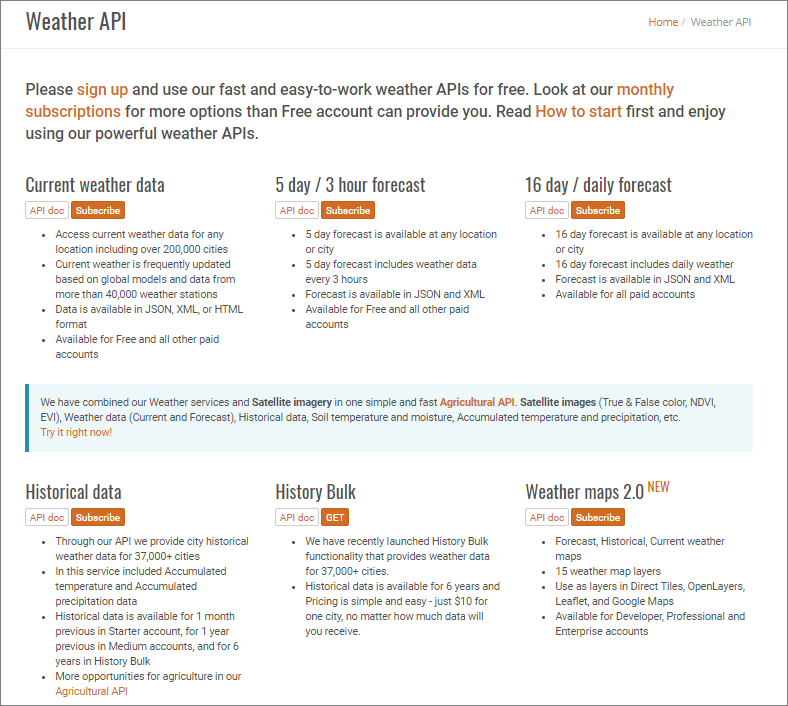 Weather API
Home / Weather API
Please sign up and use our fast and easy-to-work weather APIs for free. Look at our monthly
subscriptions for more options than Free account can provide you. Read How to start first and enjoy
using our powerful weather APIs.
Current weather data
API doc Subscribe
• Access current weather data for any
location including over 200,000 cities
• Current weather is frequently updated
based on global models and data from
more than 40,000 weather stations
• Data is available in JSON, XML, or HTML
format
• Available for Free and all other paid
accounts
5 day / 3 hour forecast
API doc Subscribe
• 5 day forecast is available at any location
or city
• 5 day forecast includes weather data
every 3 hours
• Forecast is available in JSON and XML
• Available for Free and all other paid
accounts
16 day / daily forecast
API doc Subscribe
• 16 day forecast is available at any location
or city
• 16 day forecast includes daily weather
• Forecast is available in JSON and XML
• Available for all paid accounts
We have combined our Weather services and Satellite imagery in one simple and fast Agricultural API. Satellite images (True & False color, NDVI,
EVI), Weather data (Current and Forecast), Historical data, Soil temperature and moisture, Accumulated temperature and precipitation, etc.
Try it right now!
Historical data
API doc Subscribe
• Through our API we provide city historical
weather data for 37,000+ cities
• In this service included Accumulated
temperature and Accumulated
precipitation data
• Historical data is available for 1 month
previous in Starter account, for 1 year
previous in Medium accounts, and for 6
years in History Bulk
• More opportunities for agriculture in our
Agricultural API
History Bulk
API doc GET
• We have recently launched History Bulk
functionality that provides weather data
for 37,000+ cities.
• Historical data is available for 6 years and
Pricing is simple and easy - just $10 for
one city, no matter how much data will
you receive.
Weather maps 2.0 NEW
API doc Subscribe
• Forecast, Historical, Current weather
maps
• 15 weather map layers
• Use as layers in Direct Tiles, OpenLayers,
Leaflet, and Google Maps
• Available for Developer, Professional and
Enterprise accounts